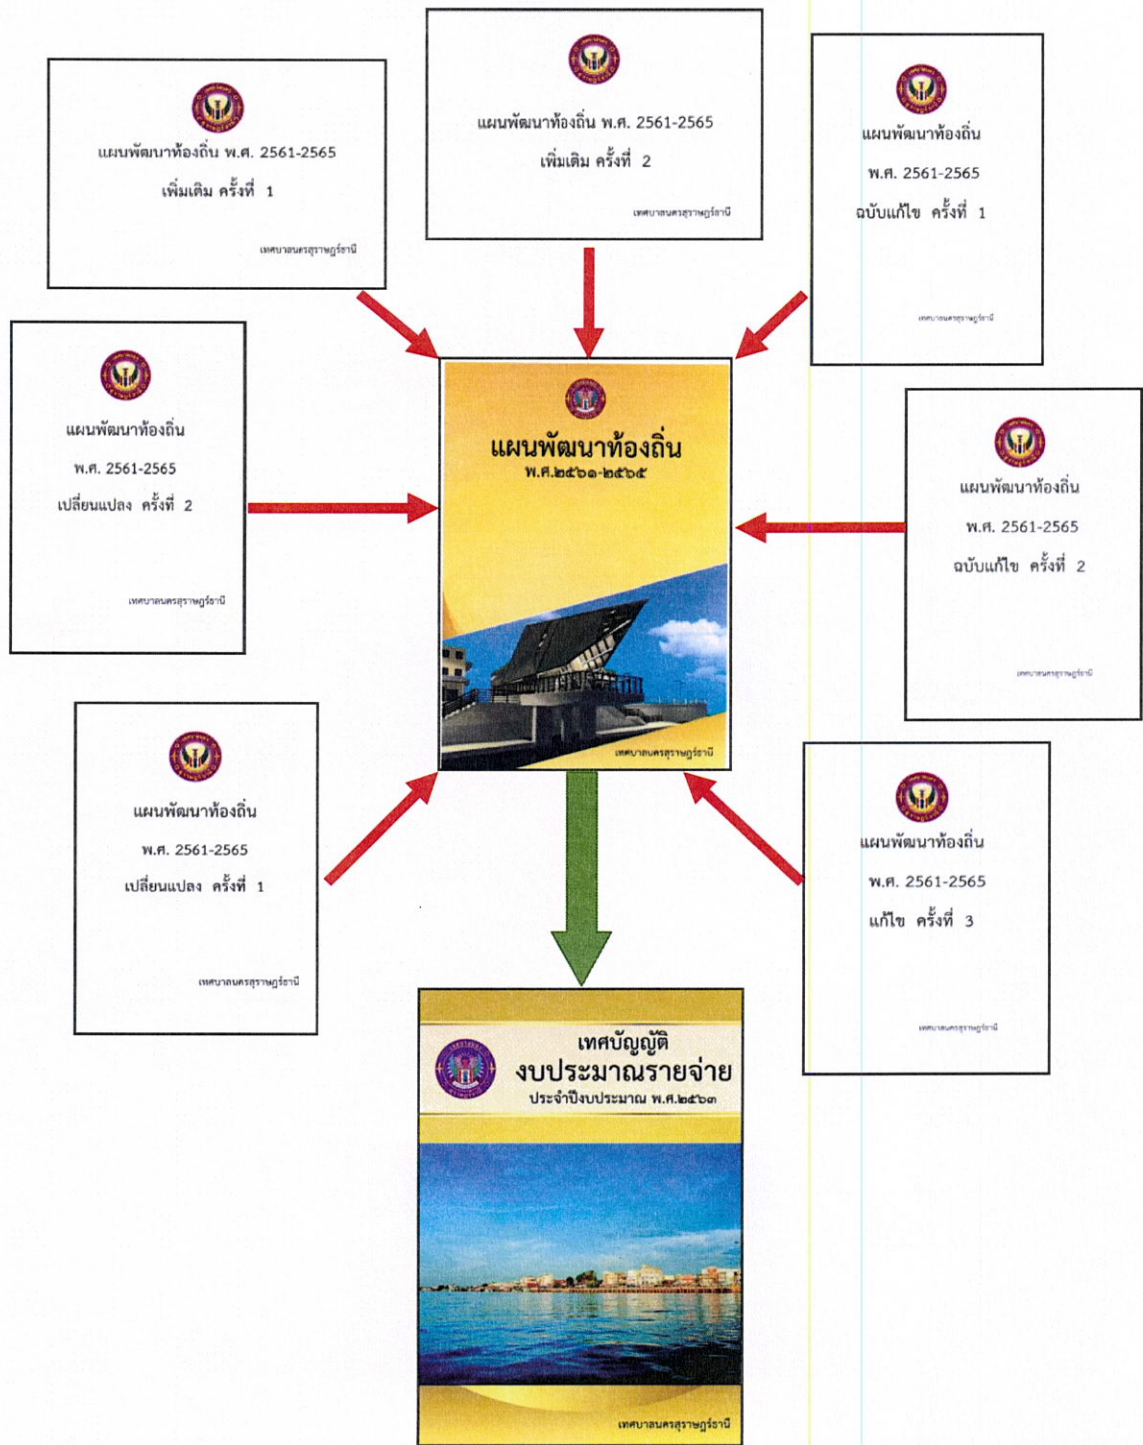 แผนพัฒนาท้องถิ่น พ.ศ. 2561-2565
เพิ่มเติม ครั้งที่ 1
เทศบาลนครสุราษฎร์ธานี
แผนพัฒนาท้องถิ่น พ.ศ. 2561-2565
เพิ่มเติม ครั้งที่ 2
เทศบาลนครสุราษฎร์ธานี
แผนพัฒนาท้องถิ่น
พ.ศ. 2561-2565
ฉบับแก้ไข ครั้งที่ 1
เทศบาลนครสุราษฎร์ธานี
แผนพัฒนาท้องถิ่น
พ.ศ. 2561-2565
เปลี่ยนแปลง ครั้งที่ 2
เทศบาลนครสุราษฎร์ธานี
แผนพัฒนาท้องถิ่น
พ.ศ.๒๕๖๑-๒๕๖๕
เทศบาลนครสุราษฎร์ธานี
แผนพัฒนาท้องถิ่น
พ.ศ. 2561-2565
ฉบับแก้ไข ครั้งที่ 2
เทศบาลนครสุราษฎร์ธานี
แผนพัฒนาท้องถิ่น
พ.ศ. 2561-2565
เปลี่ยนแปลง ครั้งที่ 1
เทศบาลนครสุราษฎร์ธานี
แผนพัฒนาท้องถิ่น
พ.ศ. 2561-2565
แก้ไข ครั้งที่ 3
เทศบาลนครสุราษฎร์ธานี
เทศบัญญัติ
งบประมาณรายจ่าย
ประจำปีงบประมาณ พ.ศ.๒๕๖๓
เทศบาลนครสุราษฎร์ธานี